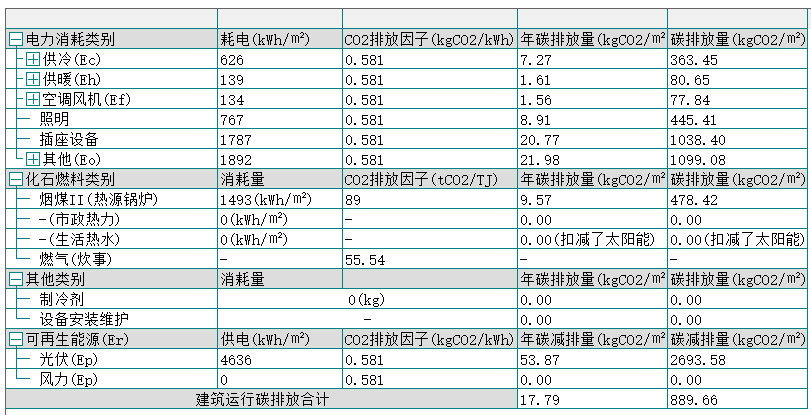 电力消耗类别 耗电(kWh/㎡) CO2排放因子(kgCO2/kWh) 年碳排放量(kgCO2/㎡ 碳排放量(kgCO2/㎡
供冷(Ec) 626 0.581 7.27 363.45
供暖(Eh) 139 0.581 1.61 80.65
空调风机(Ef) 134 0.581 1.56 77.84
照明 767 0.581 8.91 445.41
插座设备 1787 0.581 20.77 1038.40
其他(Eo) 1892 0.581 21.98 1099.08
化石燃料类别 消耗量 CO2排放因子(tCO2/TJ) 年碳排放量(kgCO2/㎡ 碳排放量(kgCO2/㎡
烟煤II(热源锅炉) 1493(kWh/㎡) 89 9.57 478.42
-(市政热力) 0(kWh/㎡) - 0.00 0.00
-(生活热水) 0(kWh/㎡) - 0.00(扣减了太阳能) 0.00(扣减了太阳能)
燃气(炊事) - 55.54 - -
其他类别 消耗量 年碳排放量(kgCO2/㎡ 碳排放量(kgCO2/㎡
制冷剂 0(kg) 0.00 0.00
设备安装维护 - 0.00 0.00
可再生能源(Er) 供电(kWh/㎡) CO2排放因子(kgCO2/kWh) 年碳减排量(kgCO2/㎡ 碳减排量(kgCO2/㎡
光伏(Ep) 4636 0.581 53.87 2693.58
风力(Ep) 0 0.581 0.00 0.00
建筑运行碳排放合计 17.79 889.66